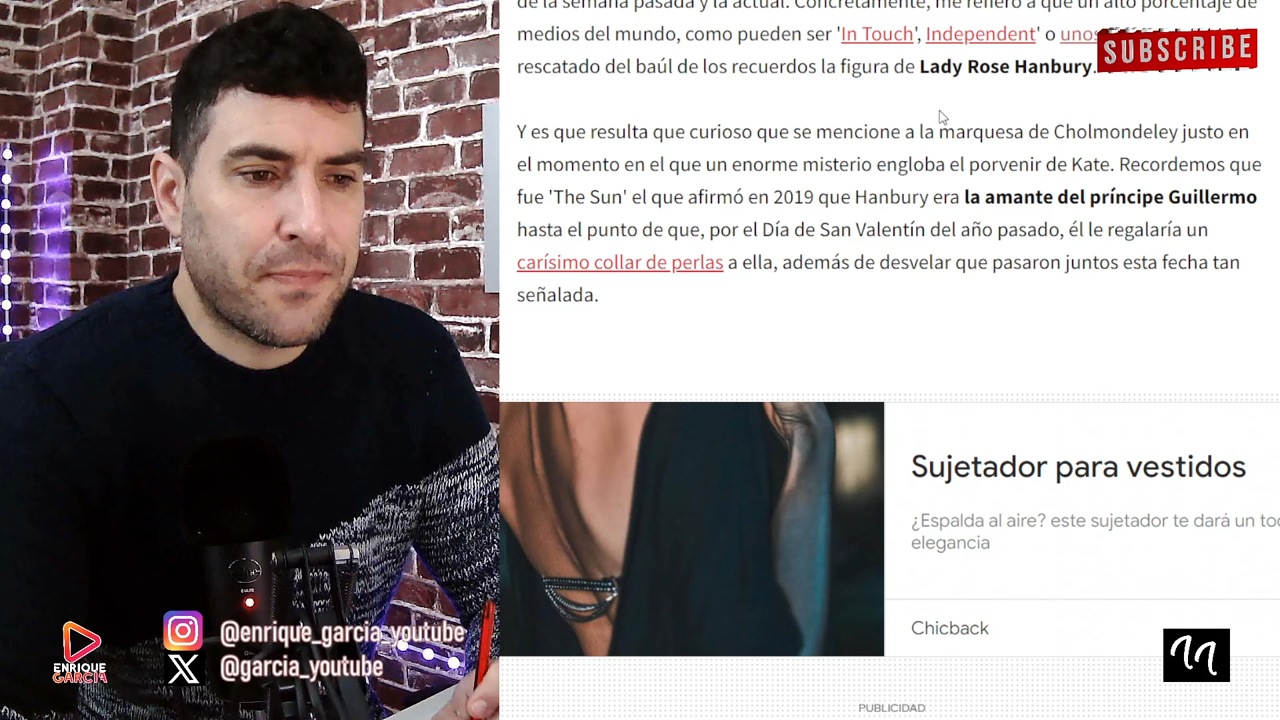 de la semana pasada y la actual. Concretamente, me refiero a que un alto porcentaje de
medios del mundo, como pueden ser 'In Touch', Independent' o unos
SUBSCRIBE
rescatado del baúl de los recuerdos la figura de Lady Rose Hanbury.
Y es que resulta que curioso que se mencione a la marquesa de Cholmondeley justo en
el momento en el que un enorme misterio engloba el porvenir de Kate. Recordemos que
fue 'The Sun' el que afirmó en 2019 que Hanbury era la amante del príncipe Guillermo
hasta el punto de que, por el Día de San Valentín del año pasado, él le regalaría un
carísimo collar de perlas a ella, además de desvelar que pasaron juntos esta fecha tan
señalada.
Sujetador para vestidos
¿Espalda al aire? este sujetador te dará un
elegancia
Chicback
PUBLICIDAD
ENRIQUE
GARCIA
@enrique_garcia_youtube
@garcia_youtube